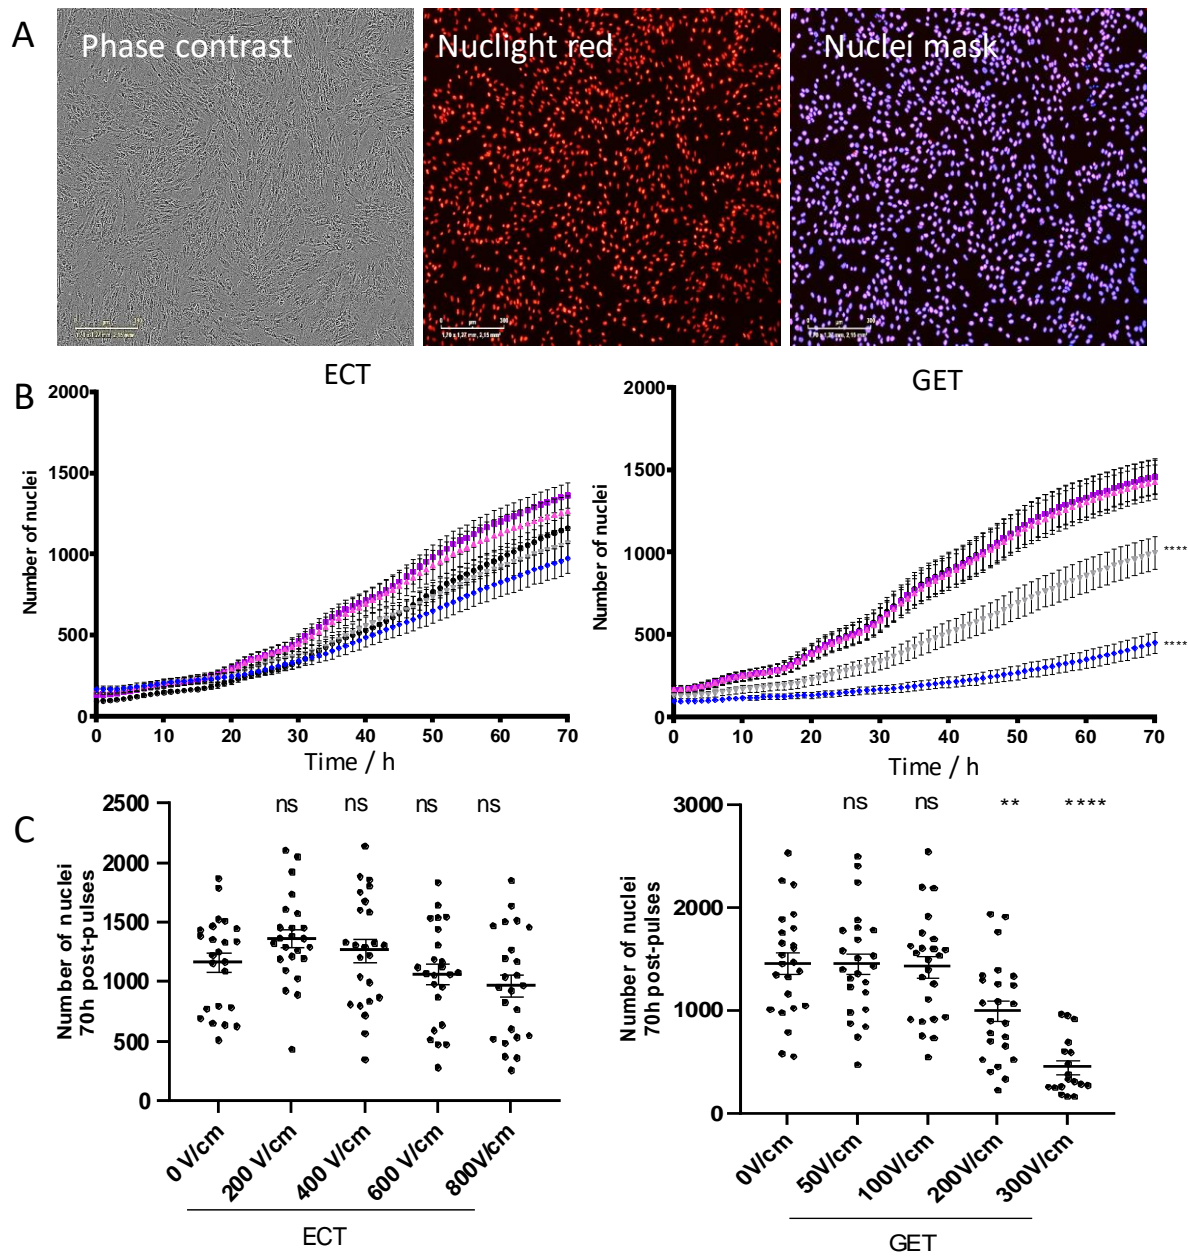 A
Phase contrast
Nuclight red
Nuclei mask
µm
300
µm
300
ECT
GET
B
2000
1500
1000
500
0
Number of nuclei
0 10 20 30 40 50 60 70
Time / h
2000
1500
1000
500
0
Number of nuclei
0 10 20 30 40 50 60 70
Time / h
****
****
C
2500
2000
1500
1000
500
0
Number of nuclei
70h post-pulses
ns ns ns ns
0 V/cm
200 V/cm
400 V/cm
600 V/cm
800V/cm
ECT
3000
2000
1000
0
Number of nuclei
70h post-pulses
ns ns ** ****
0V/cm
50V/cm
100V/cm
200V/cm
300V/cm
GET